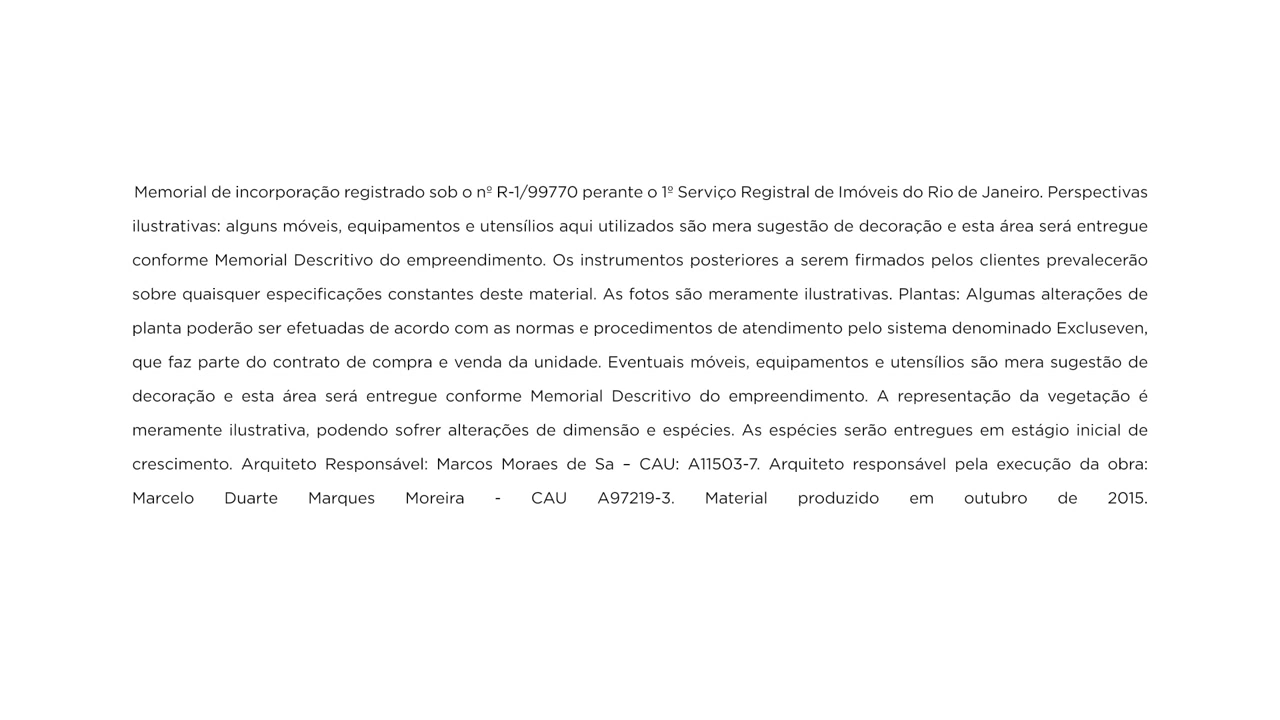 Memorial de incorporação registrado sob o nº R-1/99770 perante o 1º Serviço Registral de Imóveis do Rio de Janeiro. Perspectivas
ilustrativas: alguns móveis, equipamentos e utensílios aqui utilizados são mera sugestão de decoração e esta área será entregue
conforme Memorial Descritivo do empreendimento. Os instrumentos posteriores a serem firmados pelos clientes prevalecerão
sobre quaisquer especificações constantes deste material. As fotos são meramente ilustrativas. Plantas: Algumas alterações de
planta poderão ser efetuadas de acordo com as normas e procedimentos de atendimento pelo sistema denominado Excluseven,
que faz parte do contrato de compra e venda da unidade. Eventuais móveis, equipamentos e utensílios são mera sugestão de
decoração e esta área será entregue conforme Memorial Descritivo do empreendimento. A representação da vegetação é
meramente ilustrativa, podendo sofrer alterações de dimensão e espécies. As espécies serão entregues em estágio inicial de
crescimento. Arquiteto Responsável: Marcos Moraes de Sa – CAU: A11503-7. Arquiteto responsável pela execução da obra:
Marcelo Duarte Marques Moreira - CAU A97219-3. Material produzido em outubro de 2015.